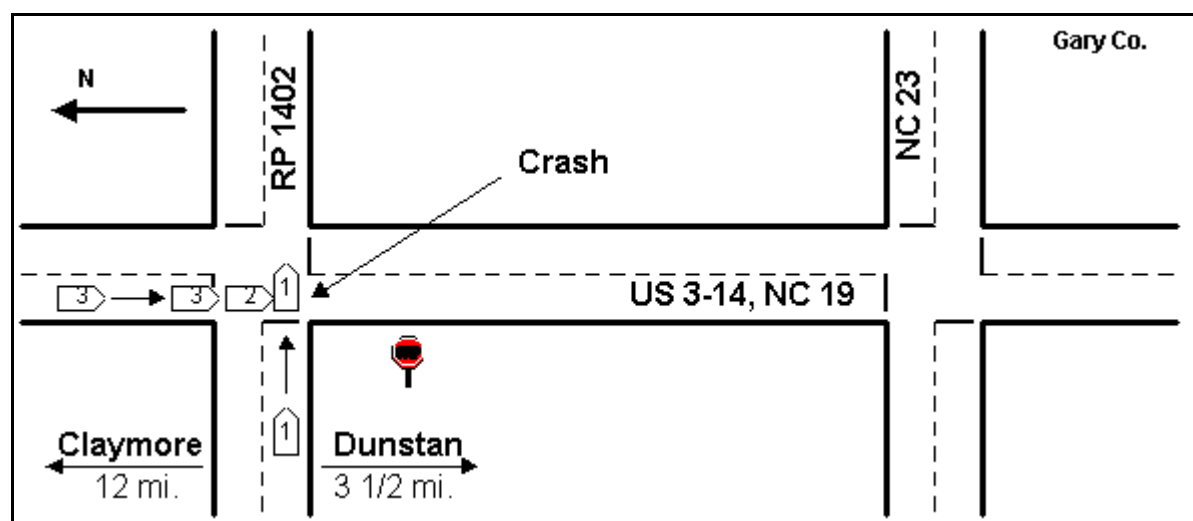 Gary Co.
N
RP 1402
NC 23
Crash
3
3
2
1
US 3-14, NC 19
1
Claymore
12 mi.
Dunstan
3 1/2 mi.